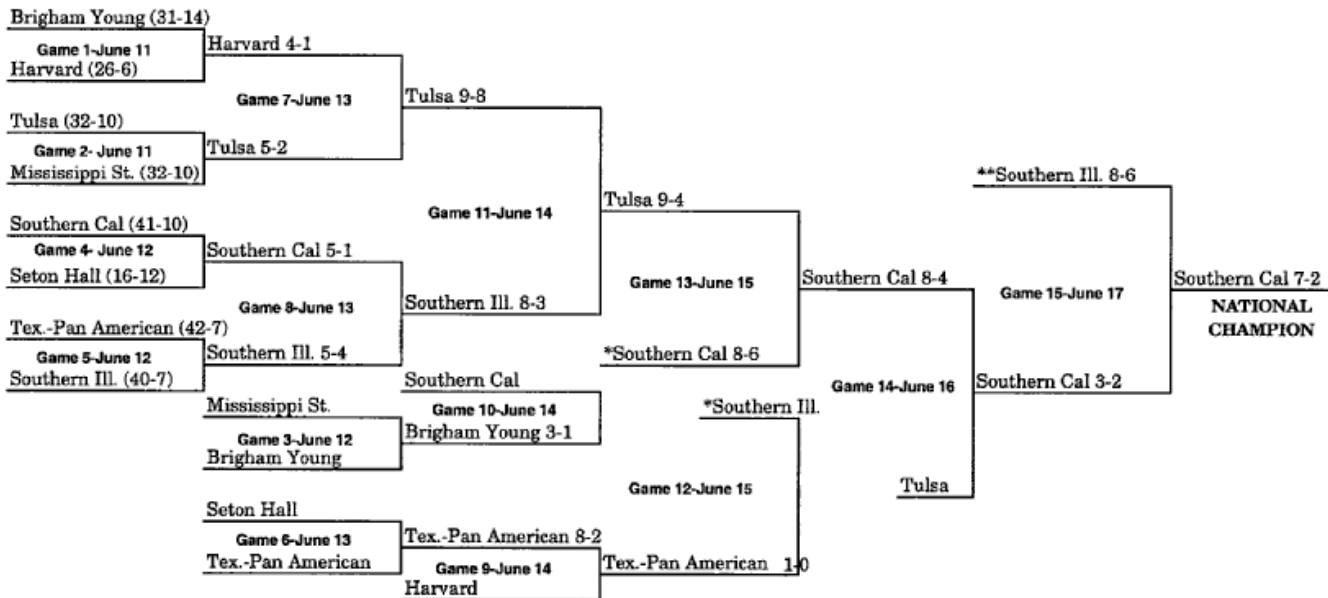 Brigham Young (31-14)
Game 1-June 11
Harvard (26-6)
Harvard 4-1
Game 7-June 13
Tulsa (32-10)
Game 2- June 11
Mississippi St. (32-10)
Tulsa 5-2
Tulsa 9-8
Game 11-June 14
Southern Cal (41-10)
Game 4- June 12
Seton Hall (16-12)
Southern Cal 5-1
Game 8-June 13
Tex.-Pan American (42-7)
Game 5-June 12
Southern Ill. (40-7)
Southern Ill. 5-4
Southern Ill. 8-3
Tulsa 9-4
Game 13-June 15
*Southern Cal 8-6
Southern Cal
Game 10-June 14
Brigham Young 3-1
Mississippi St.
Game 3-June 12
Brigham Young
Seton Hall
Game 6-June 13
Tex.-Pan American
Tex.-Pan American 8-2
Game 9-June 14
Harvard
*Southern Ill.
Game 12-June 15
Tex.-Pan American 1-0
Southern Cal 8-4
Game 14-June 16
Tulsa
**Southern Ill. 8-6
Game 15-June 17
Southern Cal 3-2
Southern Cal 7-2
NATIONAL
CHAMPION